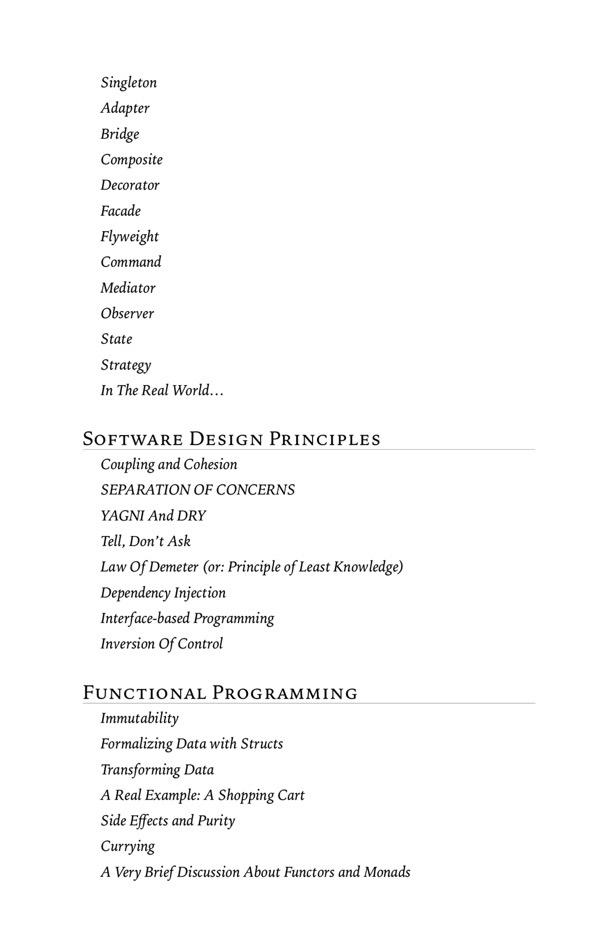 Singleton
Adapter
Bridge
Composite
Decorator
Facade
Flyweight
Command
Mediator
Observer
State
Strategy
In The Real World…
Software Design Principles
Coupling and Cohesion
SEPARATION OF CONCERNS
YAGNI And DRY
Tell, Don’t Ask
Law Of Demeter (or: Principle of Least Knowledge)
Dependency Injection
Interface-based Programming
Inversion Of Control
Functional Programming
Immutability
Formalizing Data with Structs
Transforming Data
A Real Example: A Shopping Cart
Side Effects and Purity
Currying
A Very Brief Discussion About Functors and Monads